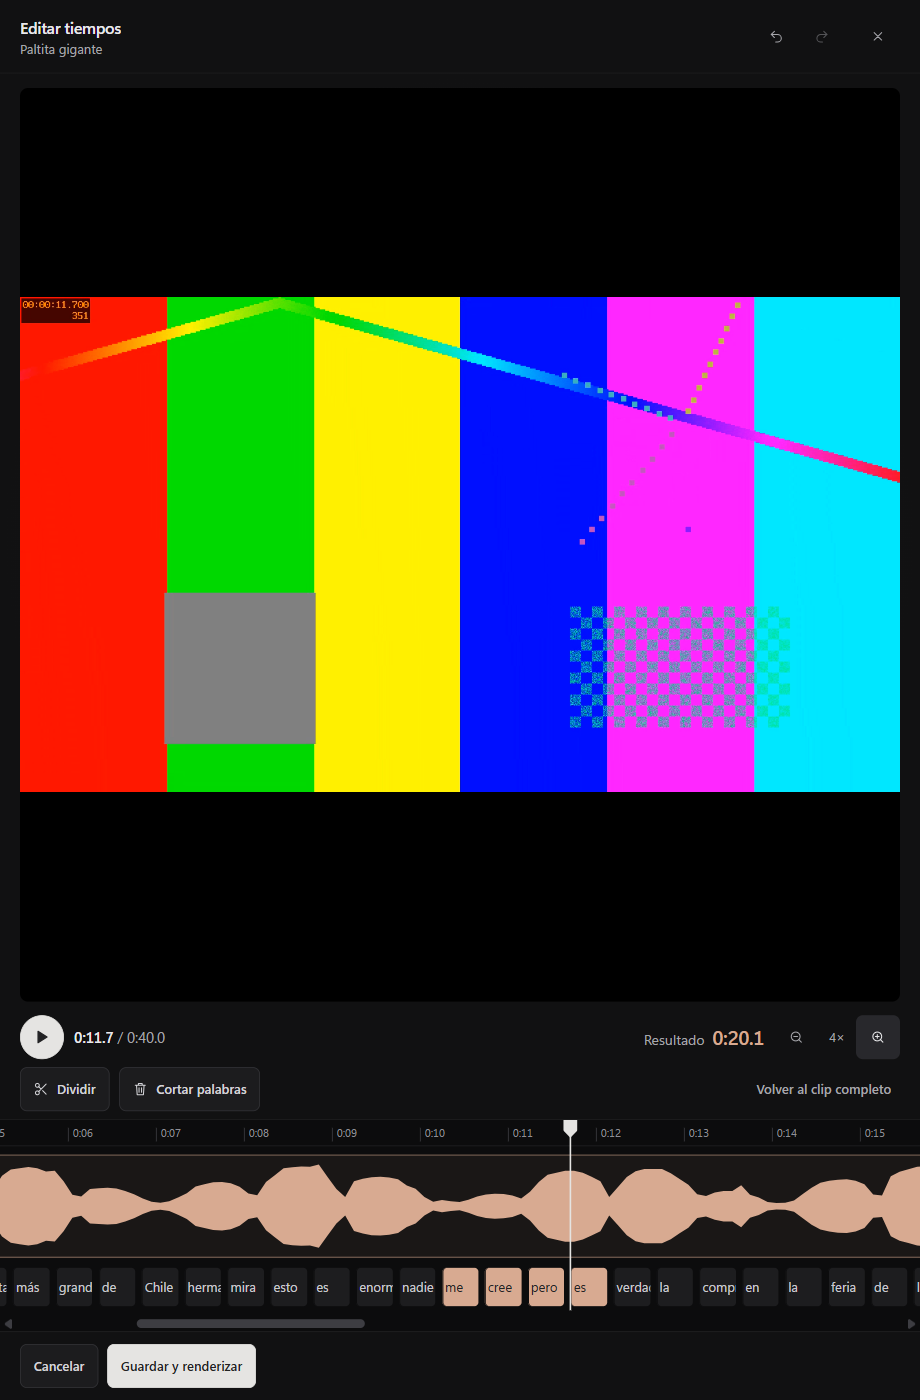 Editar tiempos
Paltita gigante
00:00:11.700
351
0:11.7 / 0:40.0
Resultado 0:20.1
4×
Dividir
Cortar palabras
Volver al clip completo
5 0:06 0:07 0:08 0:09 0:10 0:11 0:12 0:13 0:14 0:15
más grand de Chile herma mira esto es enorm nadie me cree pero es verda la comp en la feria de
Cancelar
Guardar y renderizar